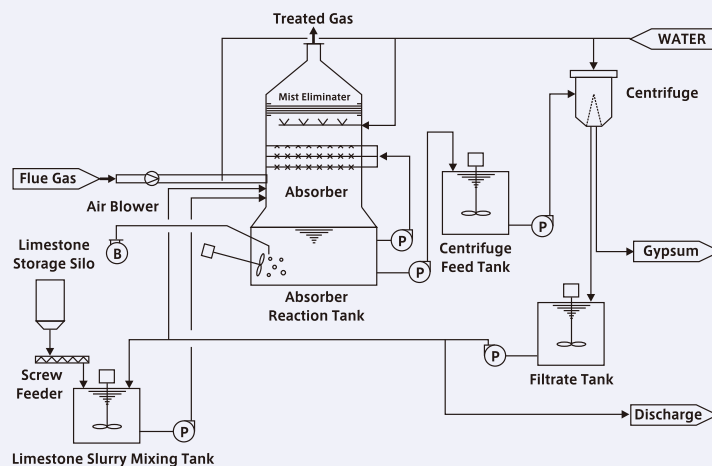 Treated Gas
WATER
Mist Eliminater
Centrifuge
Flue Gas
Absorber
Air Blower
P
P
Limestone
Storage Silo
B
P
P
Centrifuge
Feed Tank
Gypsum
Absorber
Reaction Tank
P
Screw
Feeder
Filtrate Tank
P
Discharge
Limestone Slurry Mixing Tank